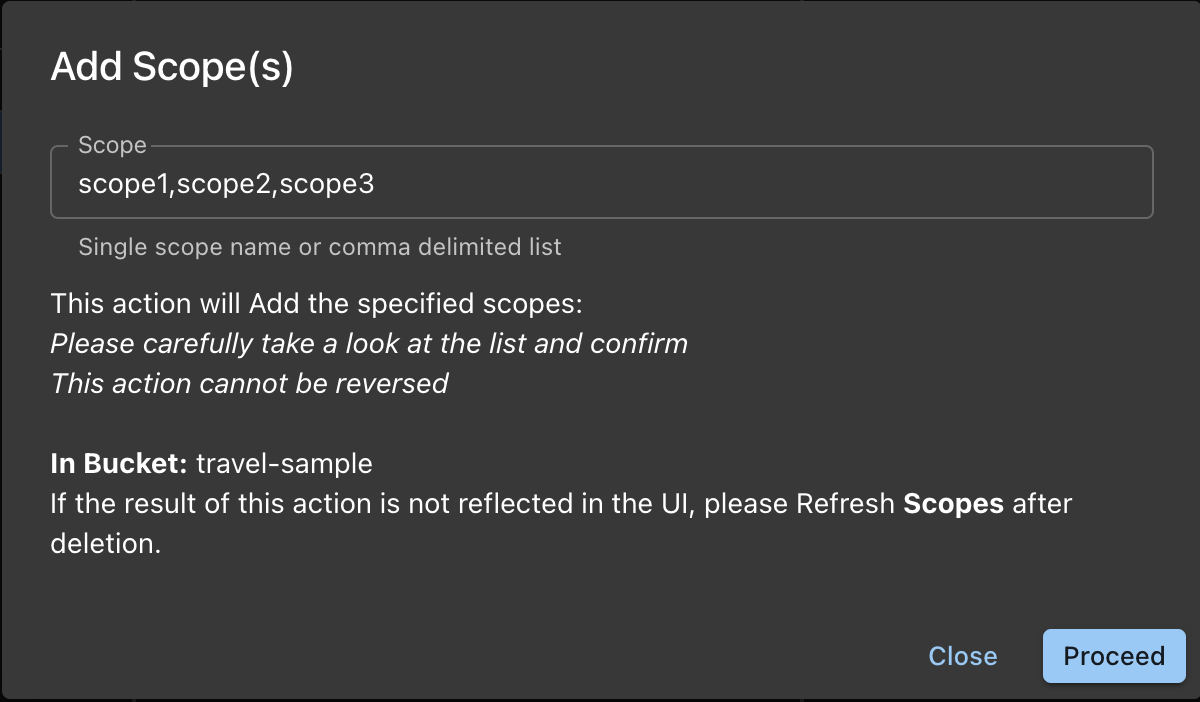 Add Scope(s)
Scope
scope1,scope2,scope3
Single scope name or comma delimited list
This action will Add the specified scopes:
Please carefully take a look at the list and confirm
This action cannot be reversed
In Bucket: travel-sample
If the result of this action is not reflected in the UI, please Refresh Scopes after
deletion.
Close
Proceed